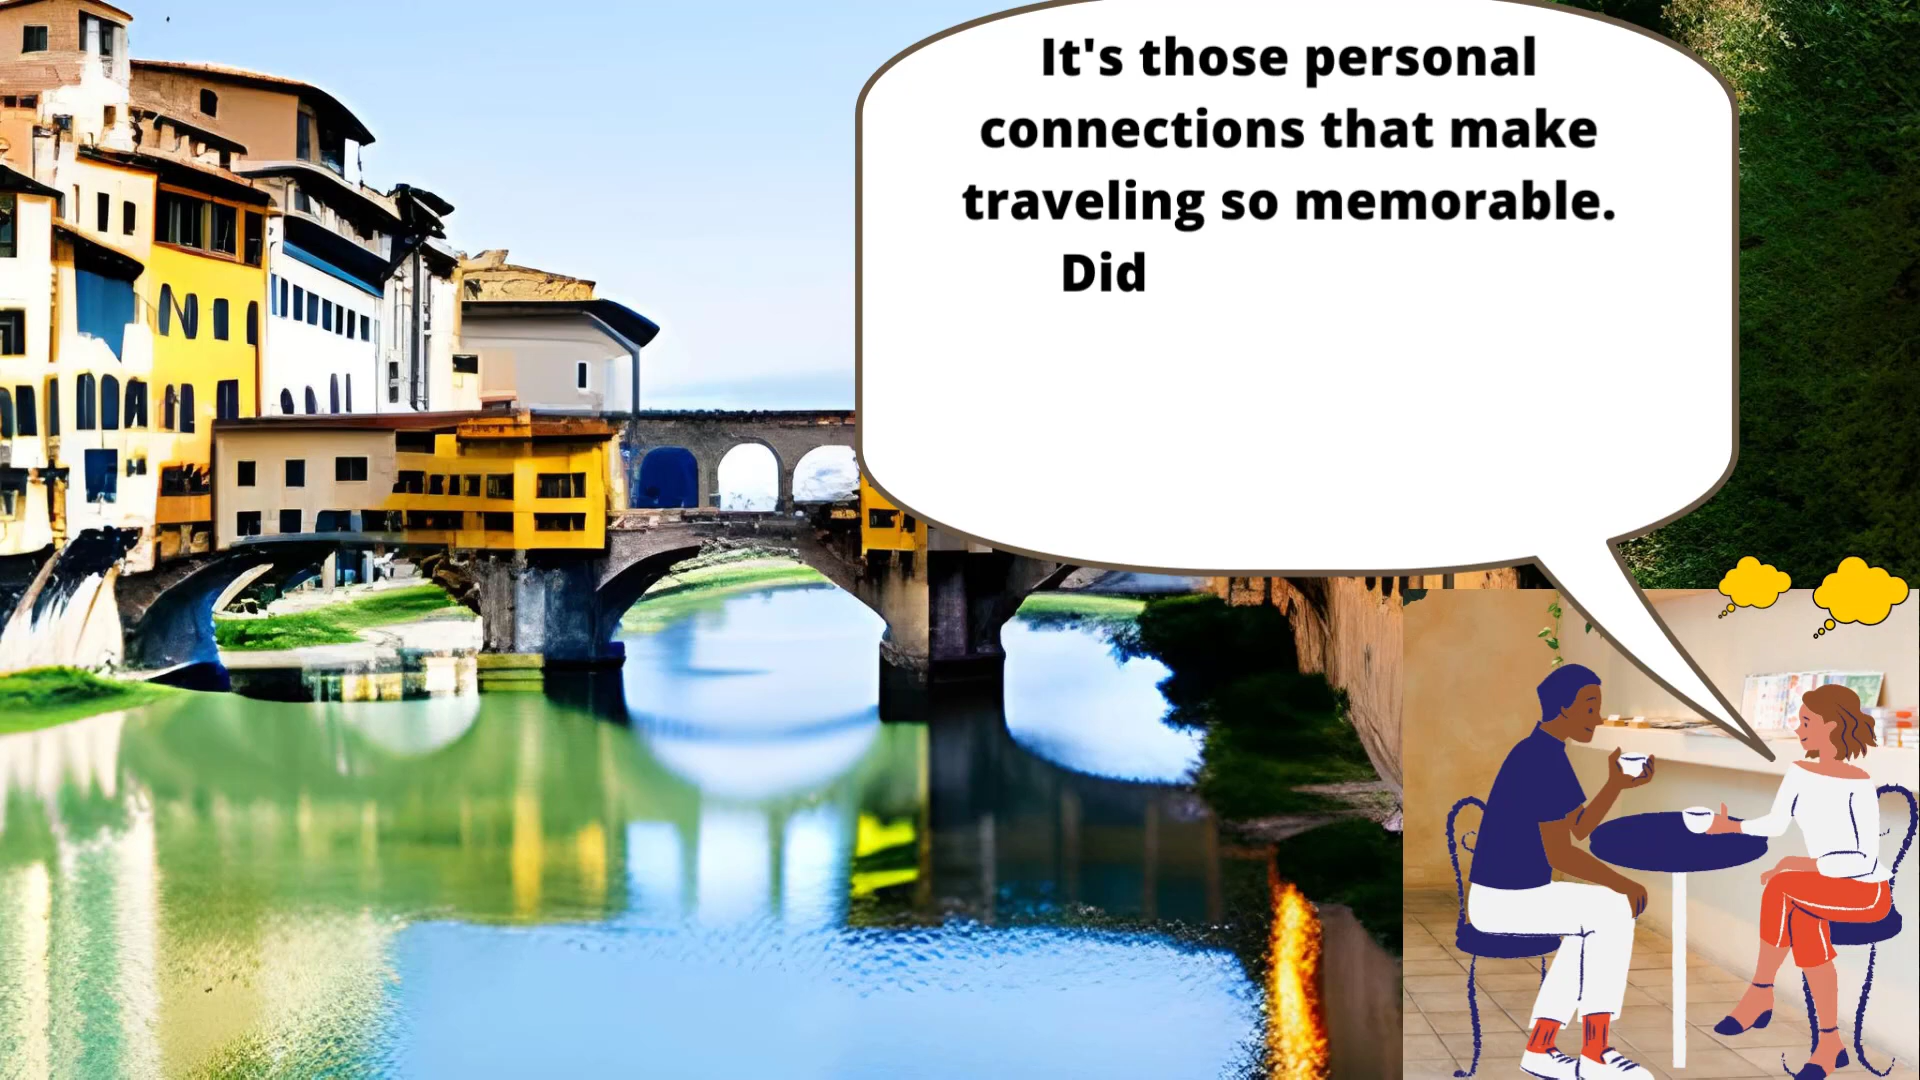 It's those personal
connections that make
traveling so memorable.
Did